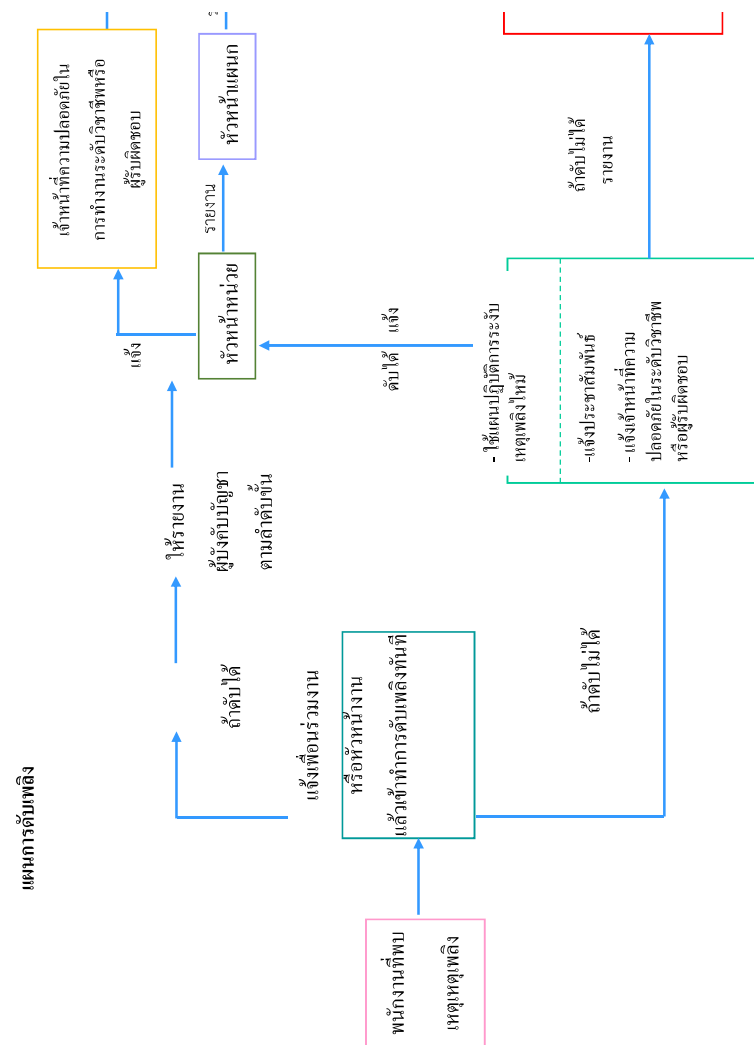 แผนการดับเพลิง
พนักงานที่พบ
เหตุเหตุเพลิง
แจ้งเพื่อนร่วมงาน
หรือหัวหน้างาน
แล้วเข้าทำการดับเพลิงทันที
ถ้าดับได้
ให้รายงาน
ผู้บังคับบัญชา
ตามลำดับขั้น
แจ้ง
เจ้าหน้าที่ความปลอดภัยใน
การทำงานระดับวิชาชีพหรือ
ผู้รับผิดชอบ
หัวหน้าหน่วย
รายงาน
หัวหน้าแผนก
ถ้าดับไม่ได้
- ใช้แผนปฏิบัติการระงับ
เหตุเพลิงไหม้
-แจ้งประชาสัมพันธ์
- แจ้งเจ้าหน้าที่ความ
ปลอดภัยในระดับวิชาชีพ
หรือผู้รับผิดชอบ
ดับได้ แจ้ง
ถ้าดับไม่ได้
รายงาน